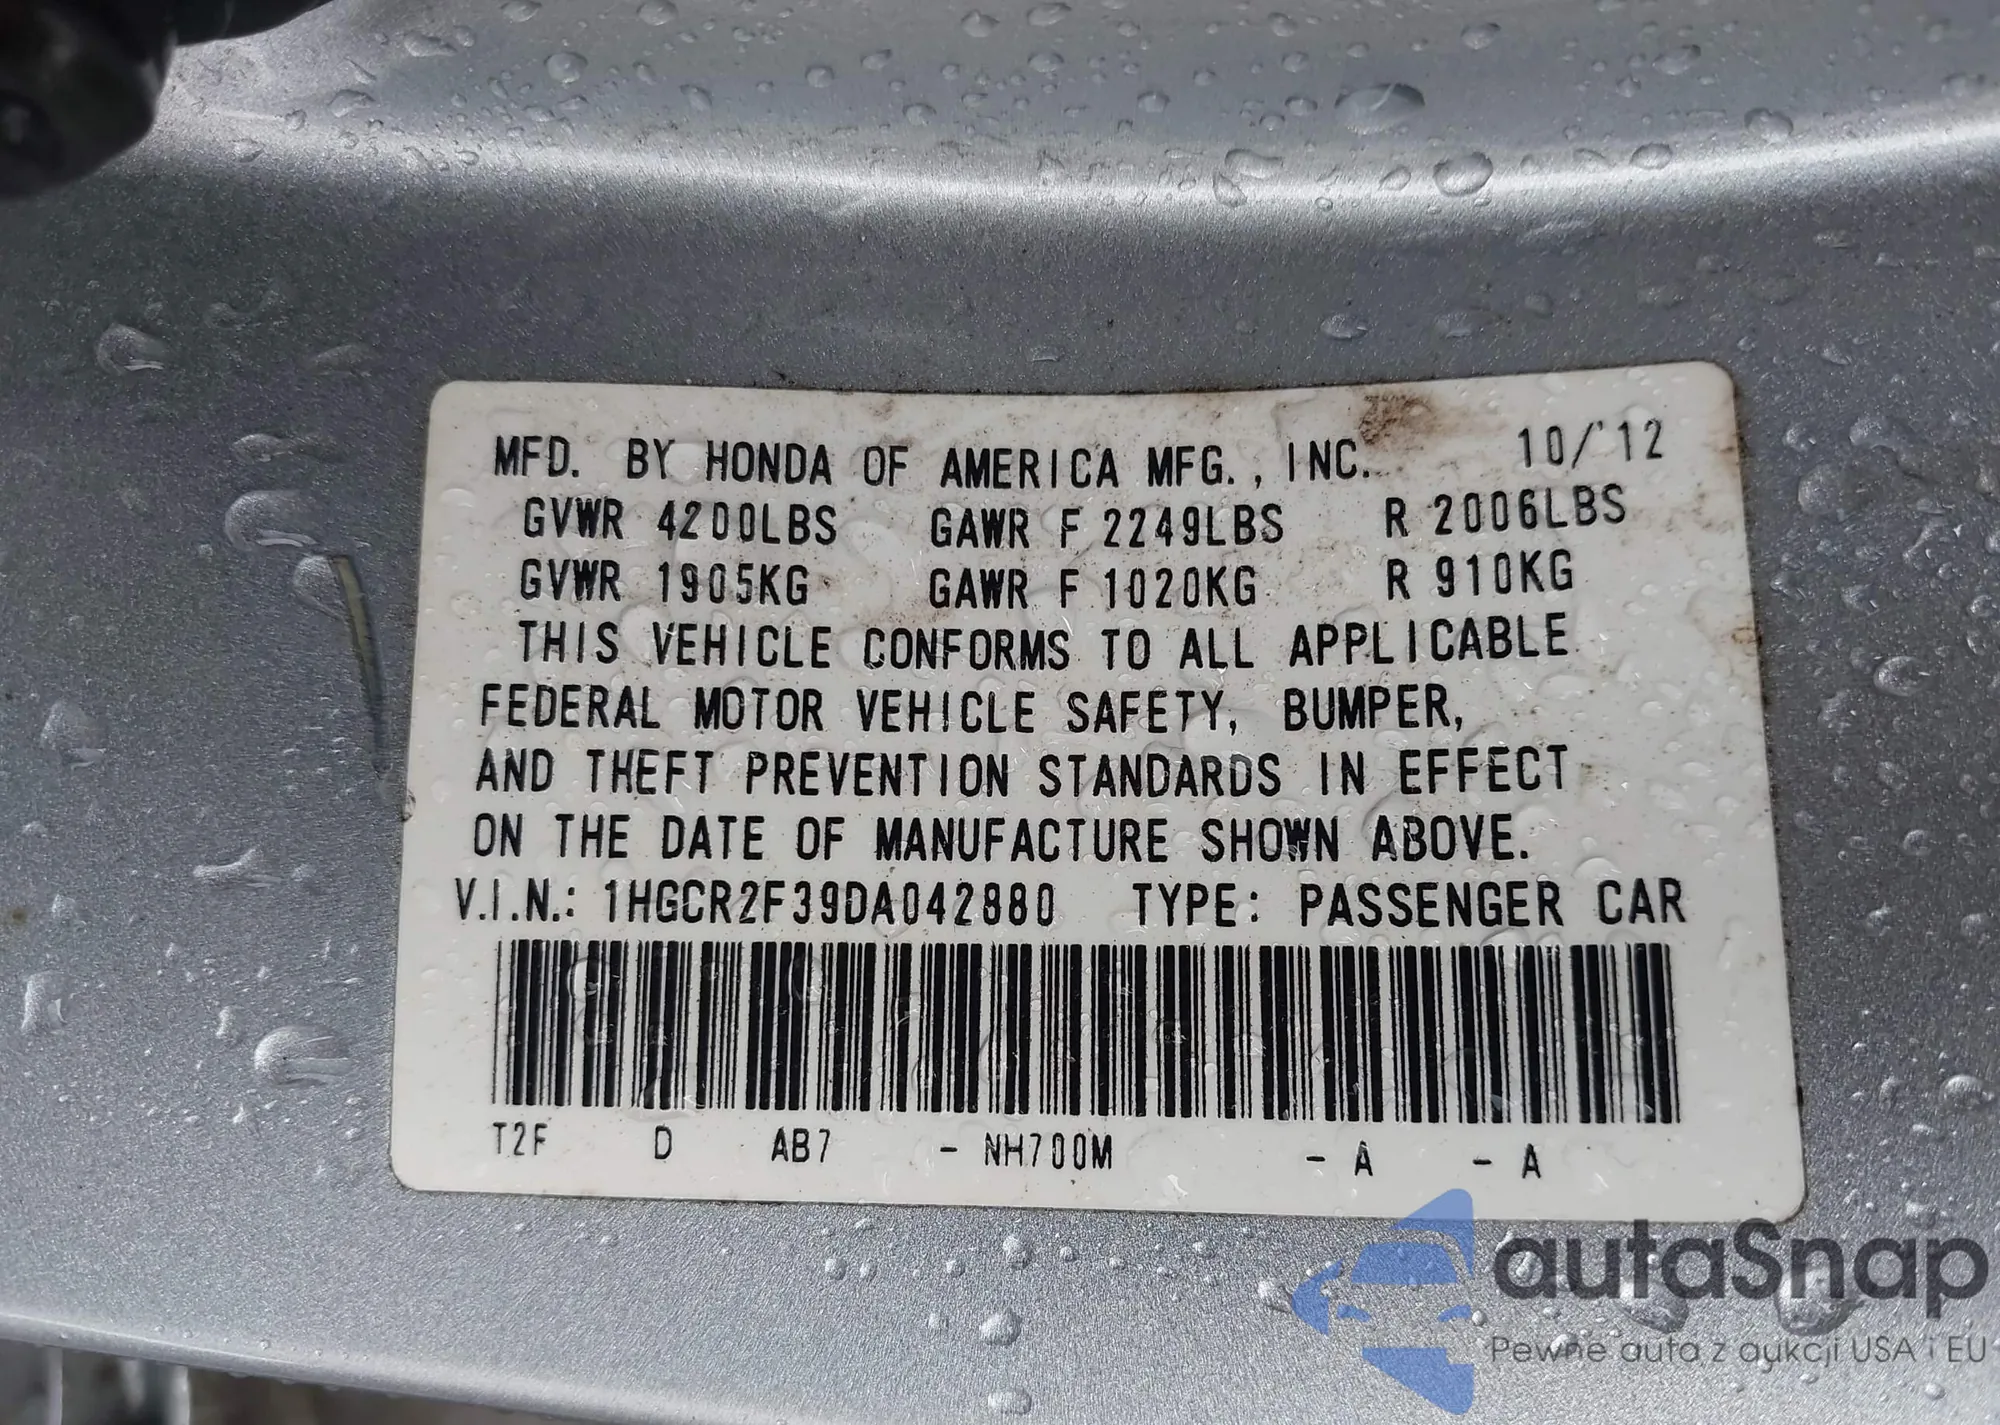 MFD. BY HONDA OF AMERICA MFG., INC. 10/12
GVWR 4200LBS GAWR F 2249LBS R 2006LBS
GVWR 1905KG GAWR F 1020KG R 910KG
THIS VEHICLE CONFORMS TO ALL APPLICABLE
FEDERAL MOTOR VEHICLE SAFETY, BUMPER,
AND THEFT PREVENTION STANDARDS IN EFFECT
ON THE DATE OF MANUFACTURE SHOWN ABOVE.
V.I.N.: 1HGCR2F39DA042880 TYPE: PASSENGER CAR
T2F D AB7 - NH700M - A - A
autaSnap
Pewne auta z aukcji USA i EU